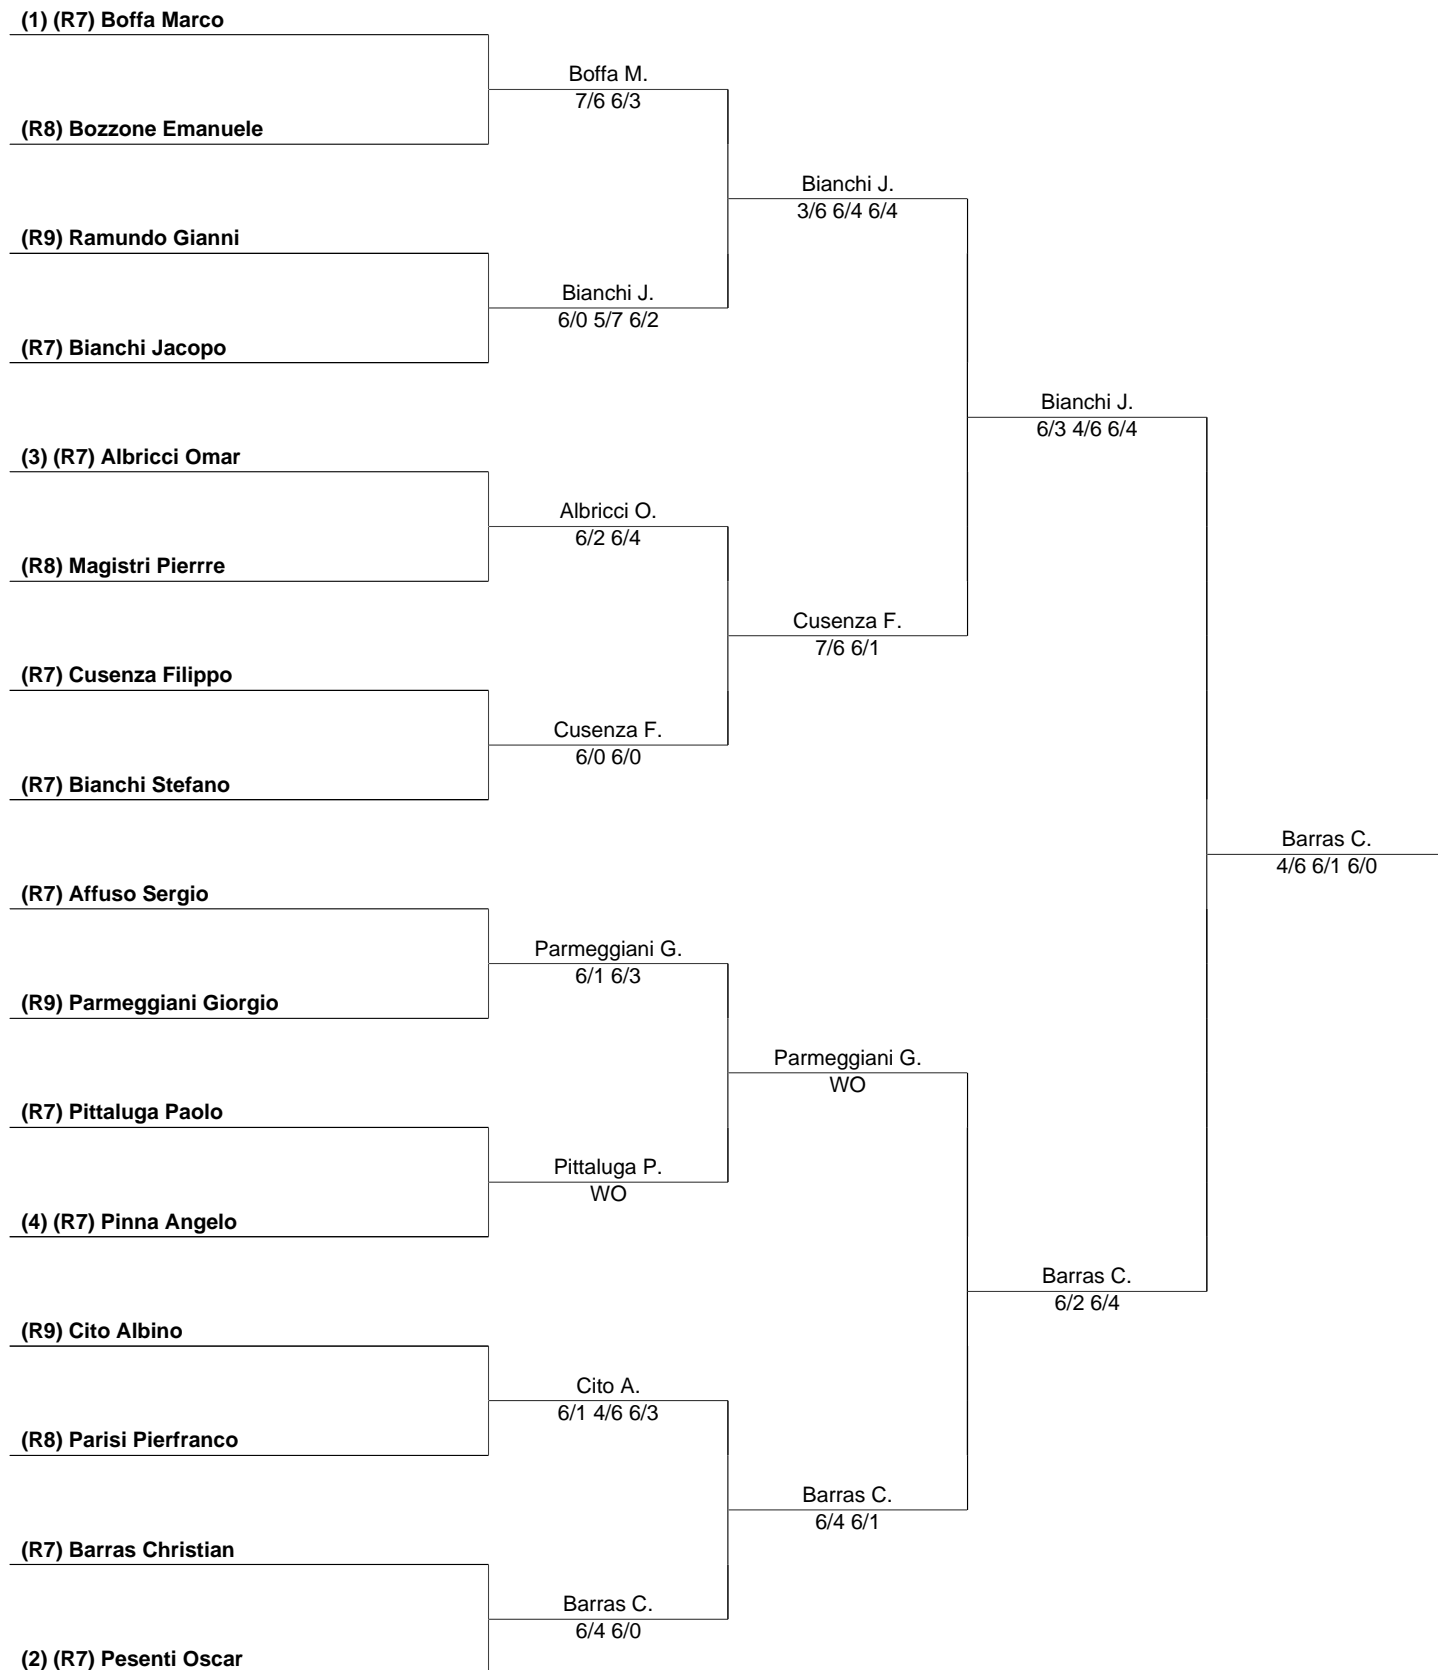 (1) (R7) Boffa Marco
Boffa M.
7/6 6/3
(R8) Bozzone Emanuele
Bianchi J.
3/6 6/4 6/4
(R9) Ramundo Gianni
Bianchi J.
6/0 5/7 6/2
(R7) Bianchi Jacopo
Bianchi J.
6/3 4/6 6/4
(3) (R7) Albricci Omar
Albricci O.
6/2 6/4
(R8) Magistri Pierrre
Cusenza F.
7/6 6/1
(R7) Cusenza Filippo
Cusenza F.
6/0 6/0
(R7) Bianchi Stefano
Barras C.
4/6 6/1 6/0
(R7) Affuso Sergio
Parmeggiani G.
6/1 6/3
(R9) Parmeggiani Giorgio
Parmeggiani G.
WO
(R7) Pittaluga Paolo
Pittaluga P.
WO
(4) (R7) Pinna Angelo
Barras C.
6/2 6/4
(R9) Cito Albino
Cito A.
6/1 4/6 6/3
(R8) Parisi Pierfranco
Barras C.
6/4 6/1
(R7) Barras Christian
Barras C.
6/4 6/0
(2) (R7) Pesenti Oscar